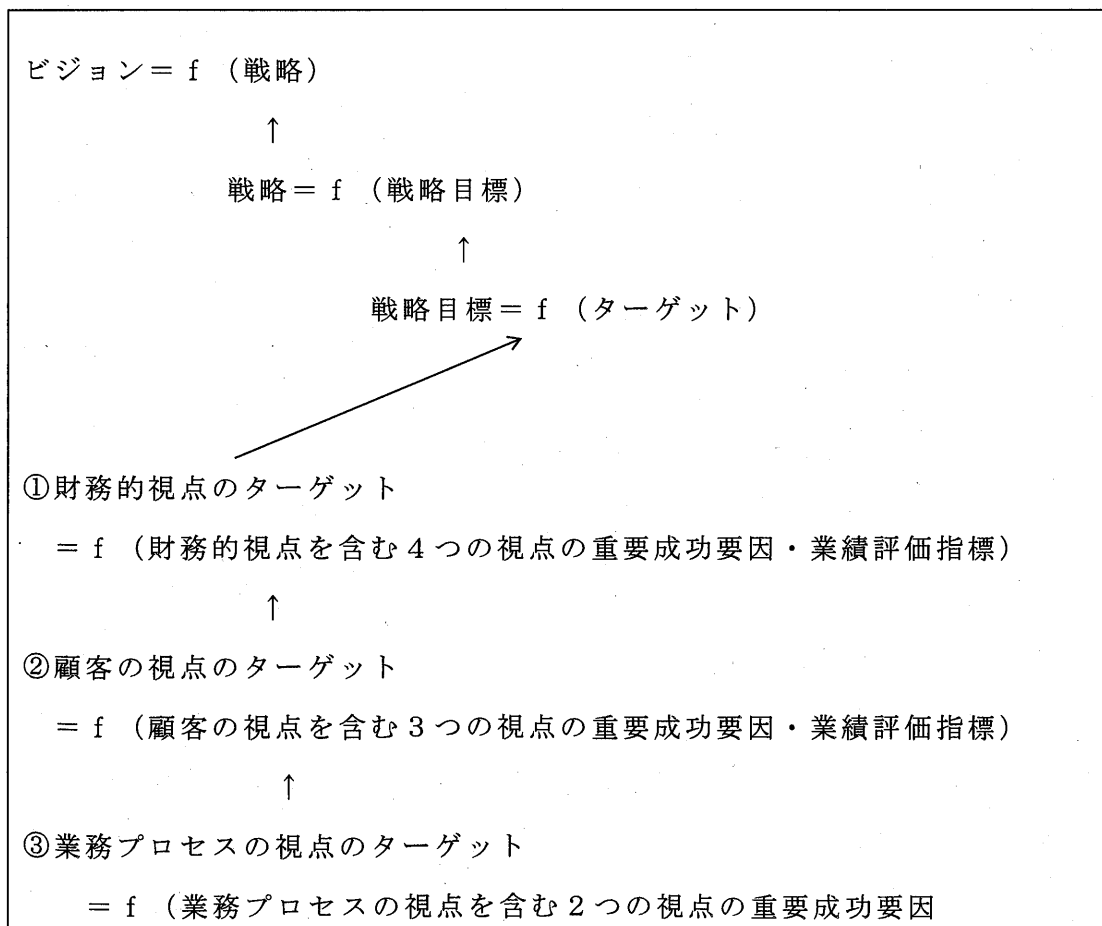 ビジョン＝ｆ（戦略）
↑
戦略＝ｆ（戦略目標）
↑
戦略目標＝ｆ（ターゲット）
①財務的視点のターゲット
＝ｆ（財務的視点を含む４つの視点の重要成功要因・業績評価指標）
↑
②顧客の視点のターゲット
＝ｆ（顧客の視点を含む３つの視点の重要成功要因・業績評価指標）
↑
③業務プロセスの視点のターゲット
＝ｆ（業務プロセスの視点を含む２つの視点の重要成功要因